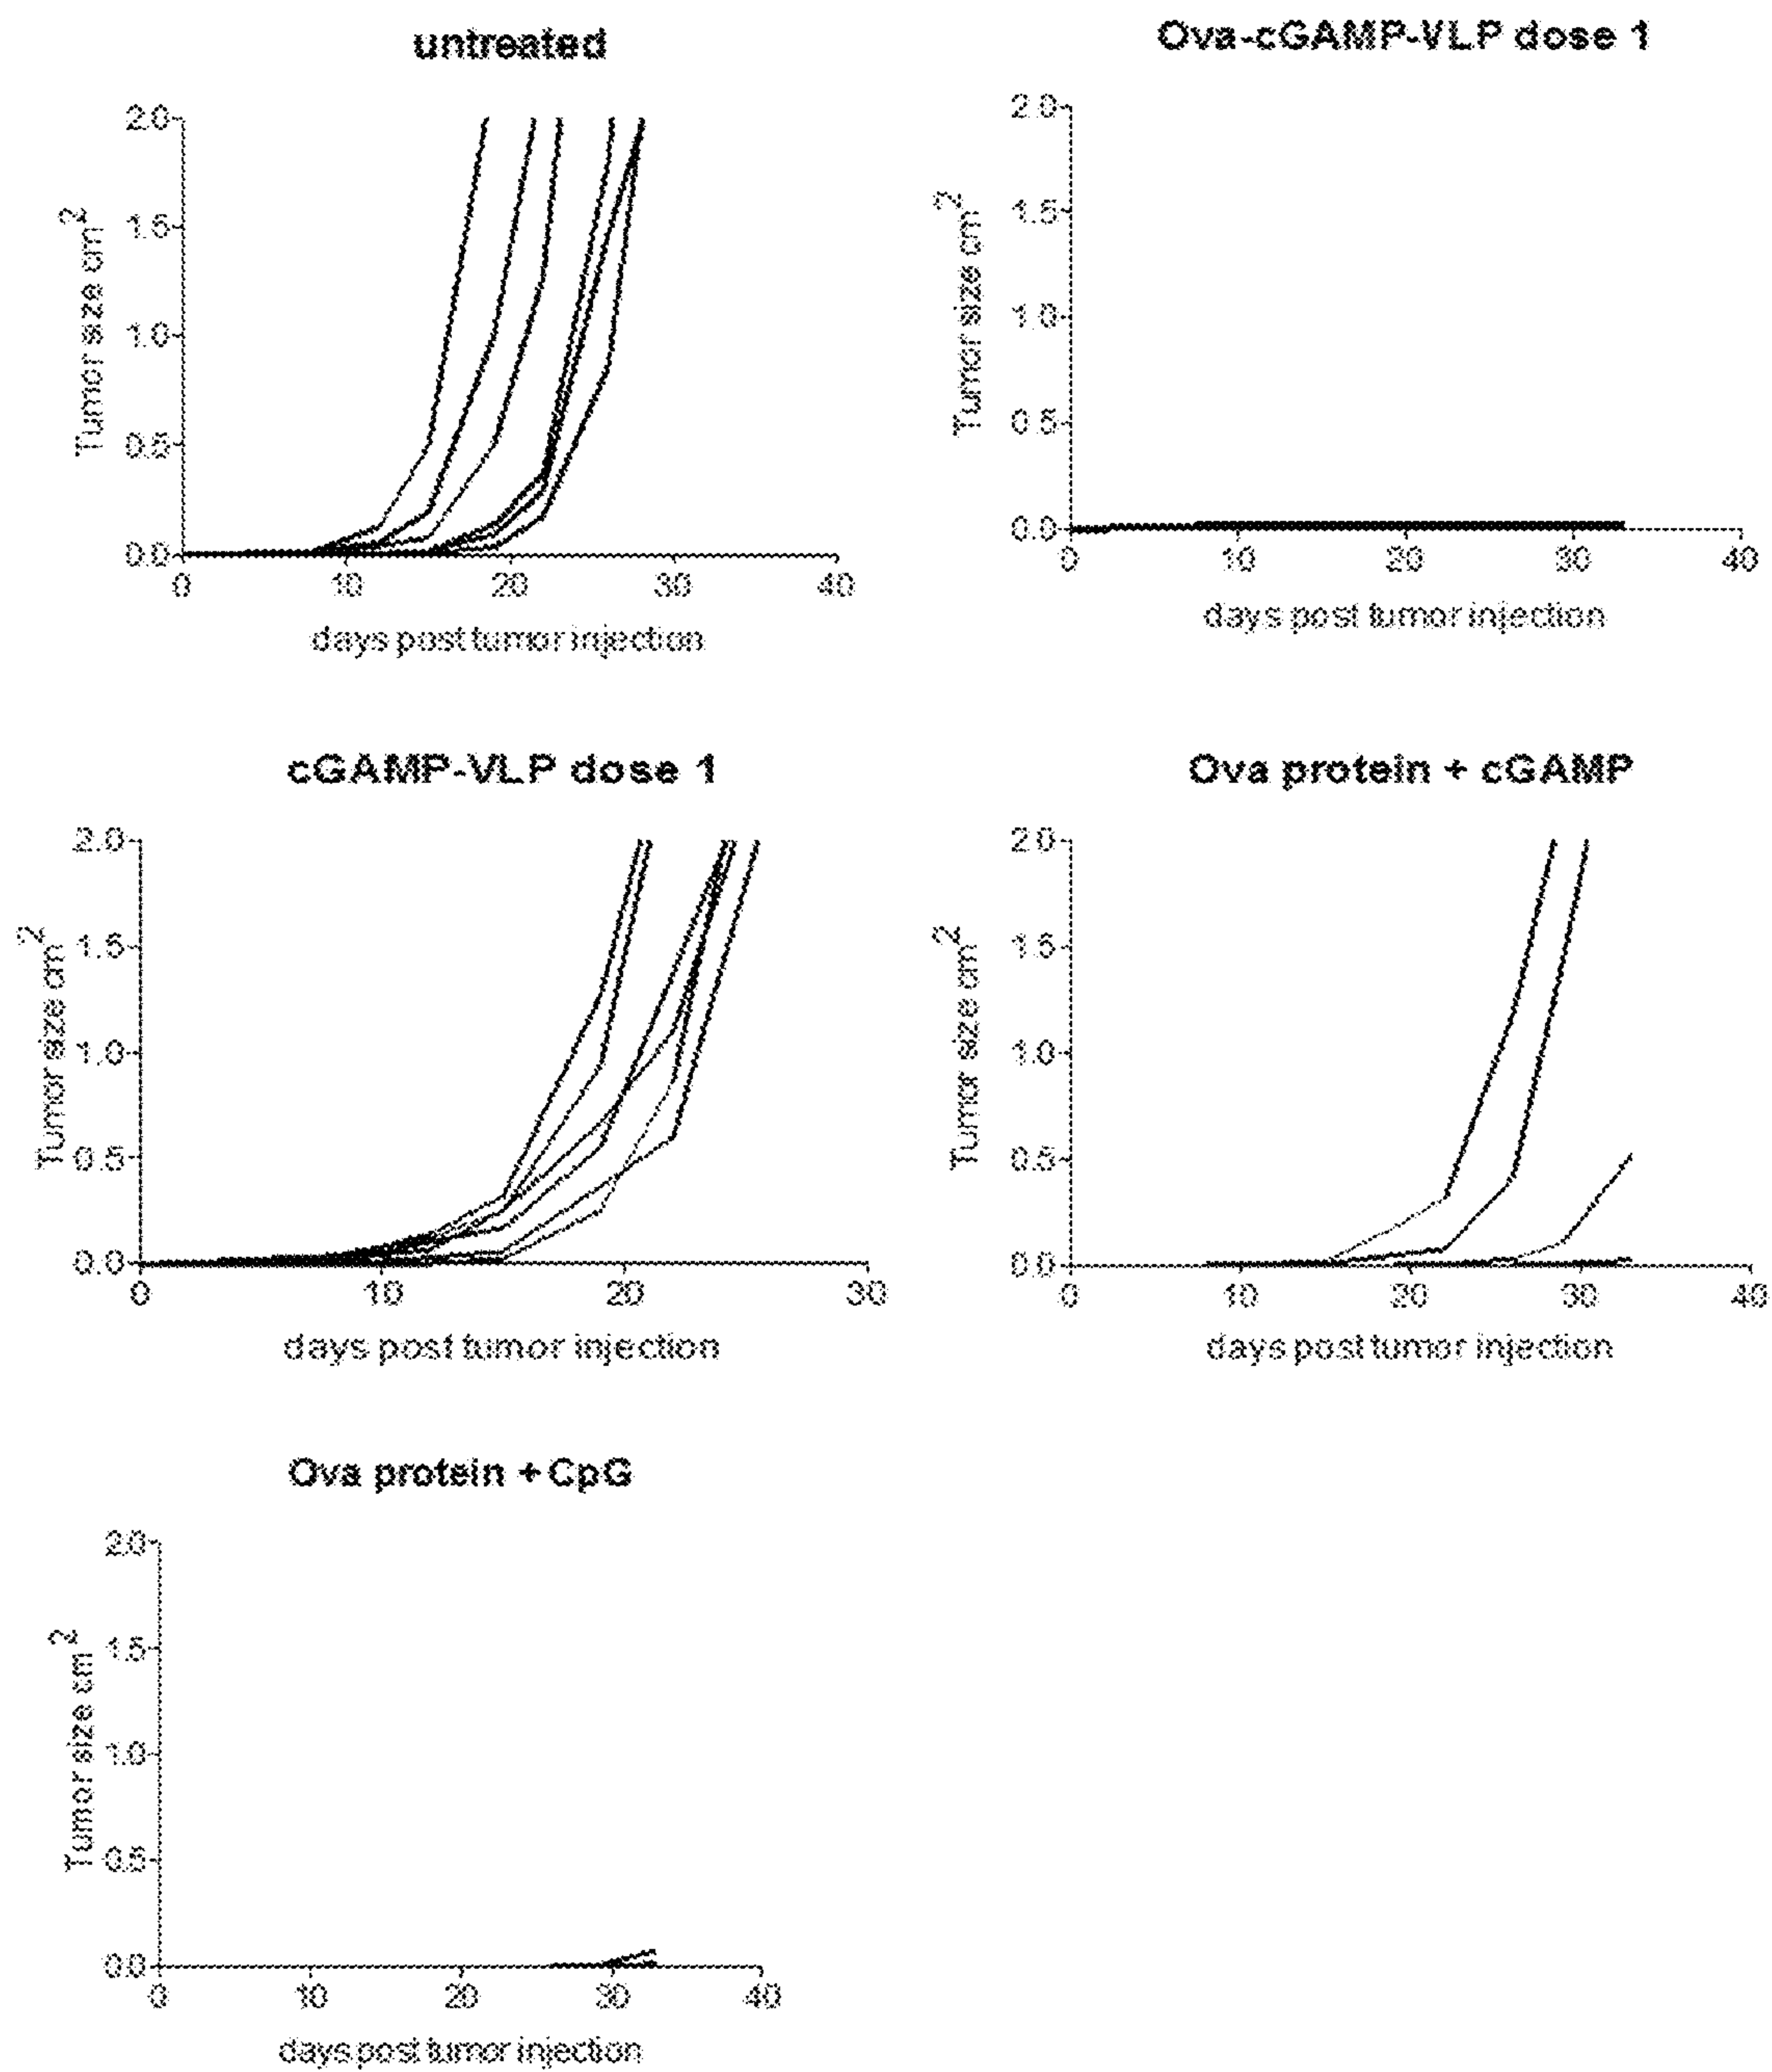 untreated
2.0
1.5
1.0
0.5
0.0
0 10 20 30 40
Tumor size cm2
days post tumor injection
Ova-cGAMP-VLP dose 1
2.0
1.5
1.0
0.5
0.0
0 10 20 30 40
Tumor size cm2
days post tumor injection
cGAMP-VLP dose 1
2.0
1.5
1.0
0.5
0.0
0 10 20 30
Tumor size cm2
days post tumor injection
Ova protein + cGAMP
2.0
1.5
1.0
0.5
0.0
0 10 20 30 40
Tumor size cm2
days post tumor injection
Ova protein + CpG
2.0
1.5
1.0
0.5
0.0
0 10 20 30 40
Tumor size cm2
days post tumor injection